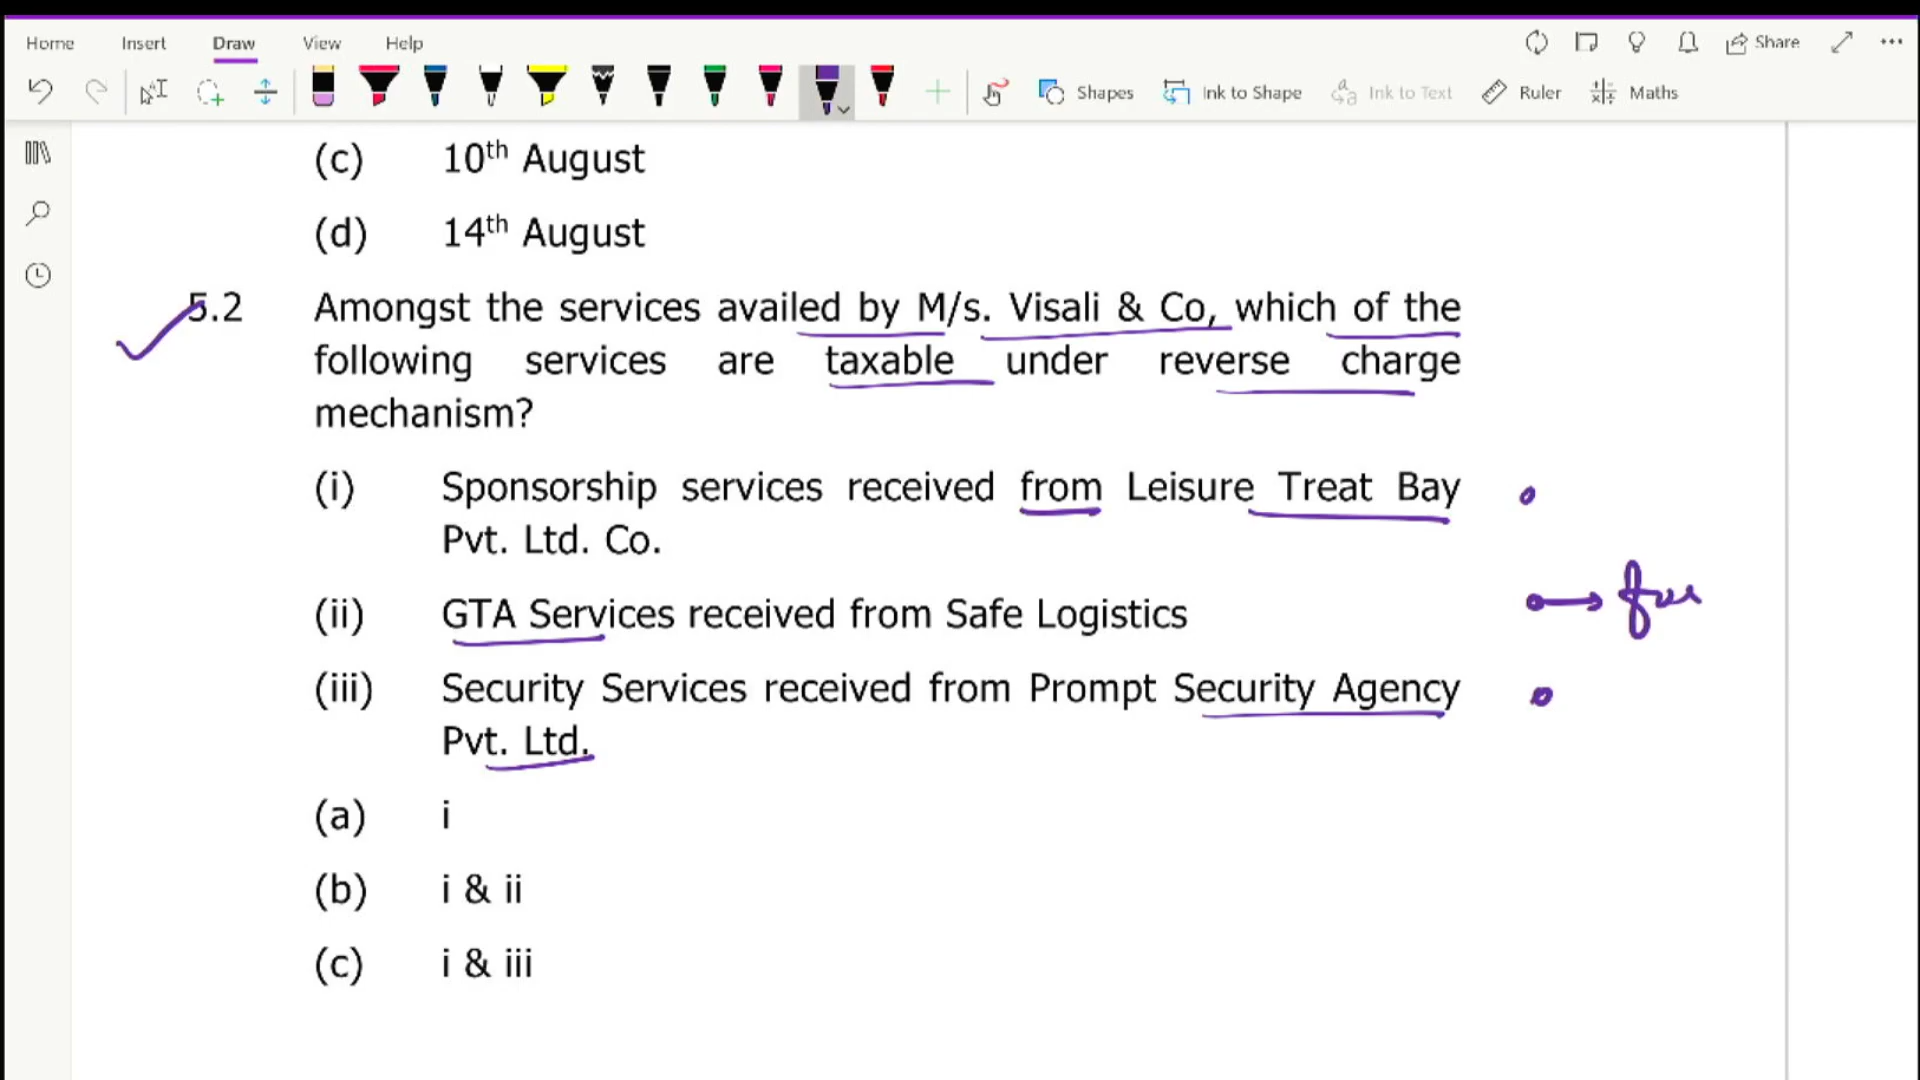 Home Insert Draw View Help Share
Shapes Ink to Shape Ink to Text Ruler Maths
(c) 10th August
(d) 14th August
5.2 Amongst the services availed by M/s. Visali & Co, which of the
following services are taxable under reverse charge
mechanism?
(i) Sponsorship services received from Leisure Treat Bay
Pvt. Ltd. Co.
(ii) GTA Services received from Safe Logistics
(iii) Security Services received from Prompt Security Agency
Pvt. Ltd.
(a) i
(b) i & ii
(c) i & iii